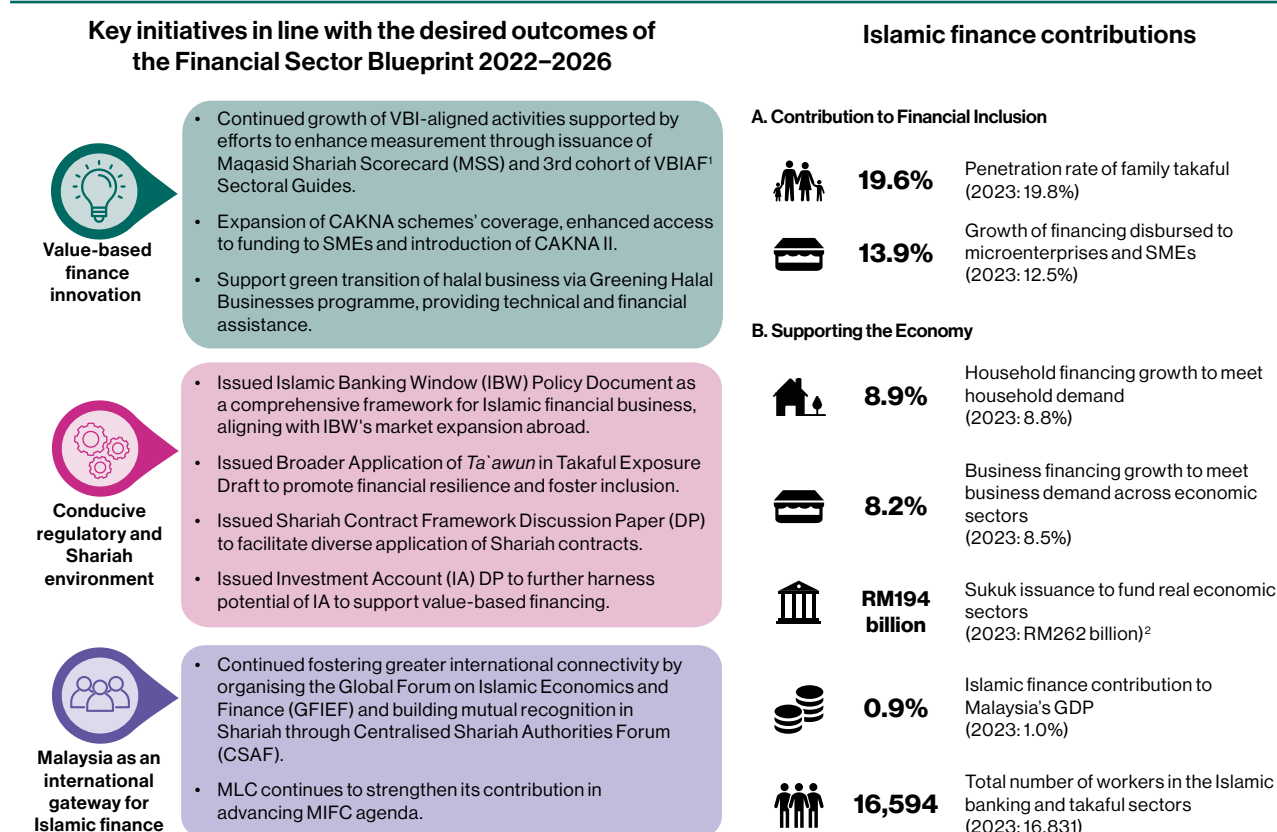 Key initiatives in line with the desired outcomes of
the Financial Sector Blueprint 2022–2026
Value-based
finance
innovation
• Continued growth of VBI-aligned activities supported by
efforts to enhance measurement through issuance of
Maqasid Shariah Scorecard (MSS) and 3rd cohort of VBIAF¹
Sectoral Guides.
• Expansion of CAKNA schemes' coverage, enhanced access
to funding to SMEs and introduction of CAKNA II.
• Support green transition of halal business via Greening Halal
Businesses programme, providing technical and financial
assistance.
Conducive
regulatory and
Shariah
environment
• Issued Islamic Banking Window (IBW) Policy Document as
a comprehensive framework for Islamic financial business,
aligning with IBW's market expansion abroad.
• Issued Broader Application of Ta`awun in Takaful Exposure
Draft to promote financial resilience and foster inclusion.
• Issued Shariah Contract Framework Discussion Paper (DP)
to facilitate diverse application of Shariah contracts.
• Issued Investment Account (IA) DP to further harness
potential of IA to support value-based financing.
Malaysia as an
international
gateway for
Islamic finance
• Continued fostering greater international connectivity by
organising the Global Forum on Islamic Economics and
Finance (GFIEF) and building mutual recognition in
Shariah through Centralised Shariah Authorities Forum
(CSAF).
• MLC continues to strengthen its contribution in
advancing MIFC agenda.
Islamic finance contributions
A. Contribution to Financial Inclusion
19.6%
Penetration rate of family takaful
(2023: 19.8%)
13.9%
Growth of financing disbursed to
microenterprises and SMEs
(2023: 12.5%)
B. Supporting the Economy
8.9%
Household financing growth to meet
household demand
(2023: 8.8%)
8.2%
Business financing growth to meet
business demand across economic
sectors
(2023: 8.5%)
RM194
billion
Sukuk issuance to fund real economic
sectors
(2023: RM262 billion)²
0.9%
Islamic finance contribution to
Malaysia's GDP
(2023: 1.0%)
16,594
Total number of workers in the Islamic
banking and takaful sectors
(2023: 16,831)